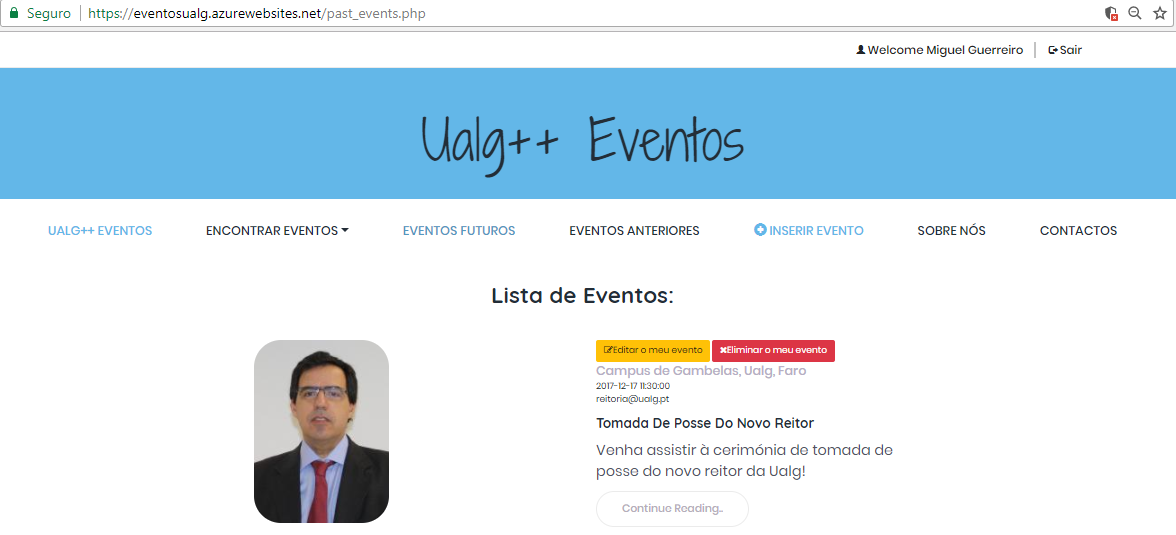 Seguro https://eventosualg.azurewebsites.net/past_events.php
Welcome Miguel Guerreiro Sair
Ualg++ Eventos
UALG++ EVENTOS ENCONTRAR EVENTOS EVENTOS FUTUROS EVENTOS ANTERIORES INSERIR EVENTO SOBRE NÓS CONTACTOS
Lista de Eventos:
Editar o meu evento Eliminar o meu evento
Campus de Gambelas, Ualg, Faro
2017-12-17 11:30:00
reitoria@ualg.pt
Tomada De Posse Do Novo Reitor
Venha assistir à cerimónia de tomada de
posse do novo reitor da Ualg!
Continue Reading..